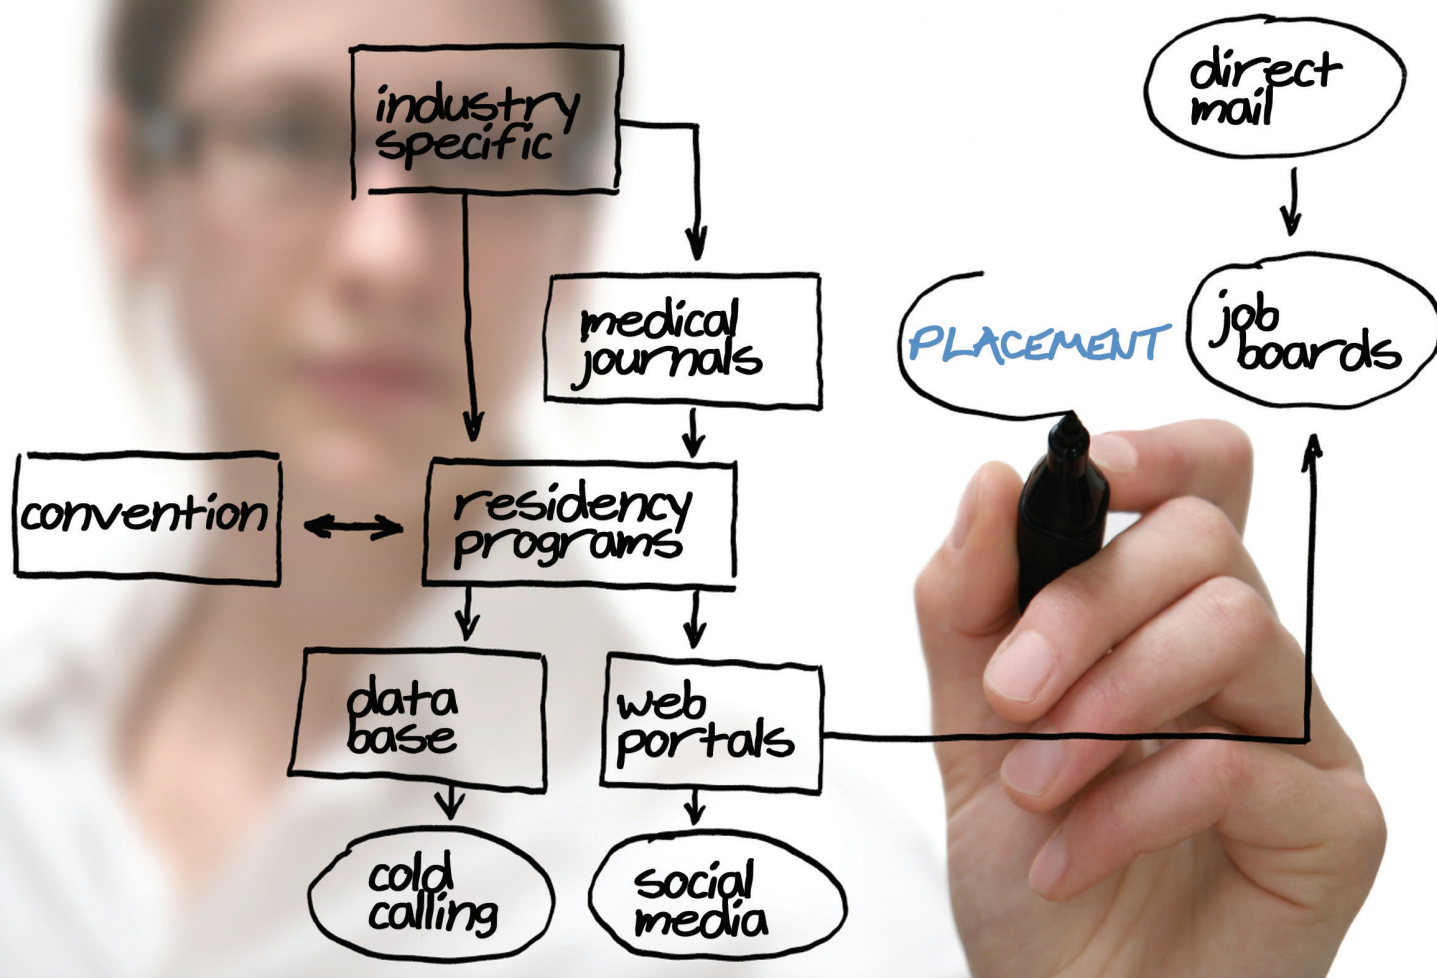 industry
specific
direct
mail
medical
journals
PLACEMENT
job
boards
convention
residency
programs
data
base
web
portals
cold
calling
social
media